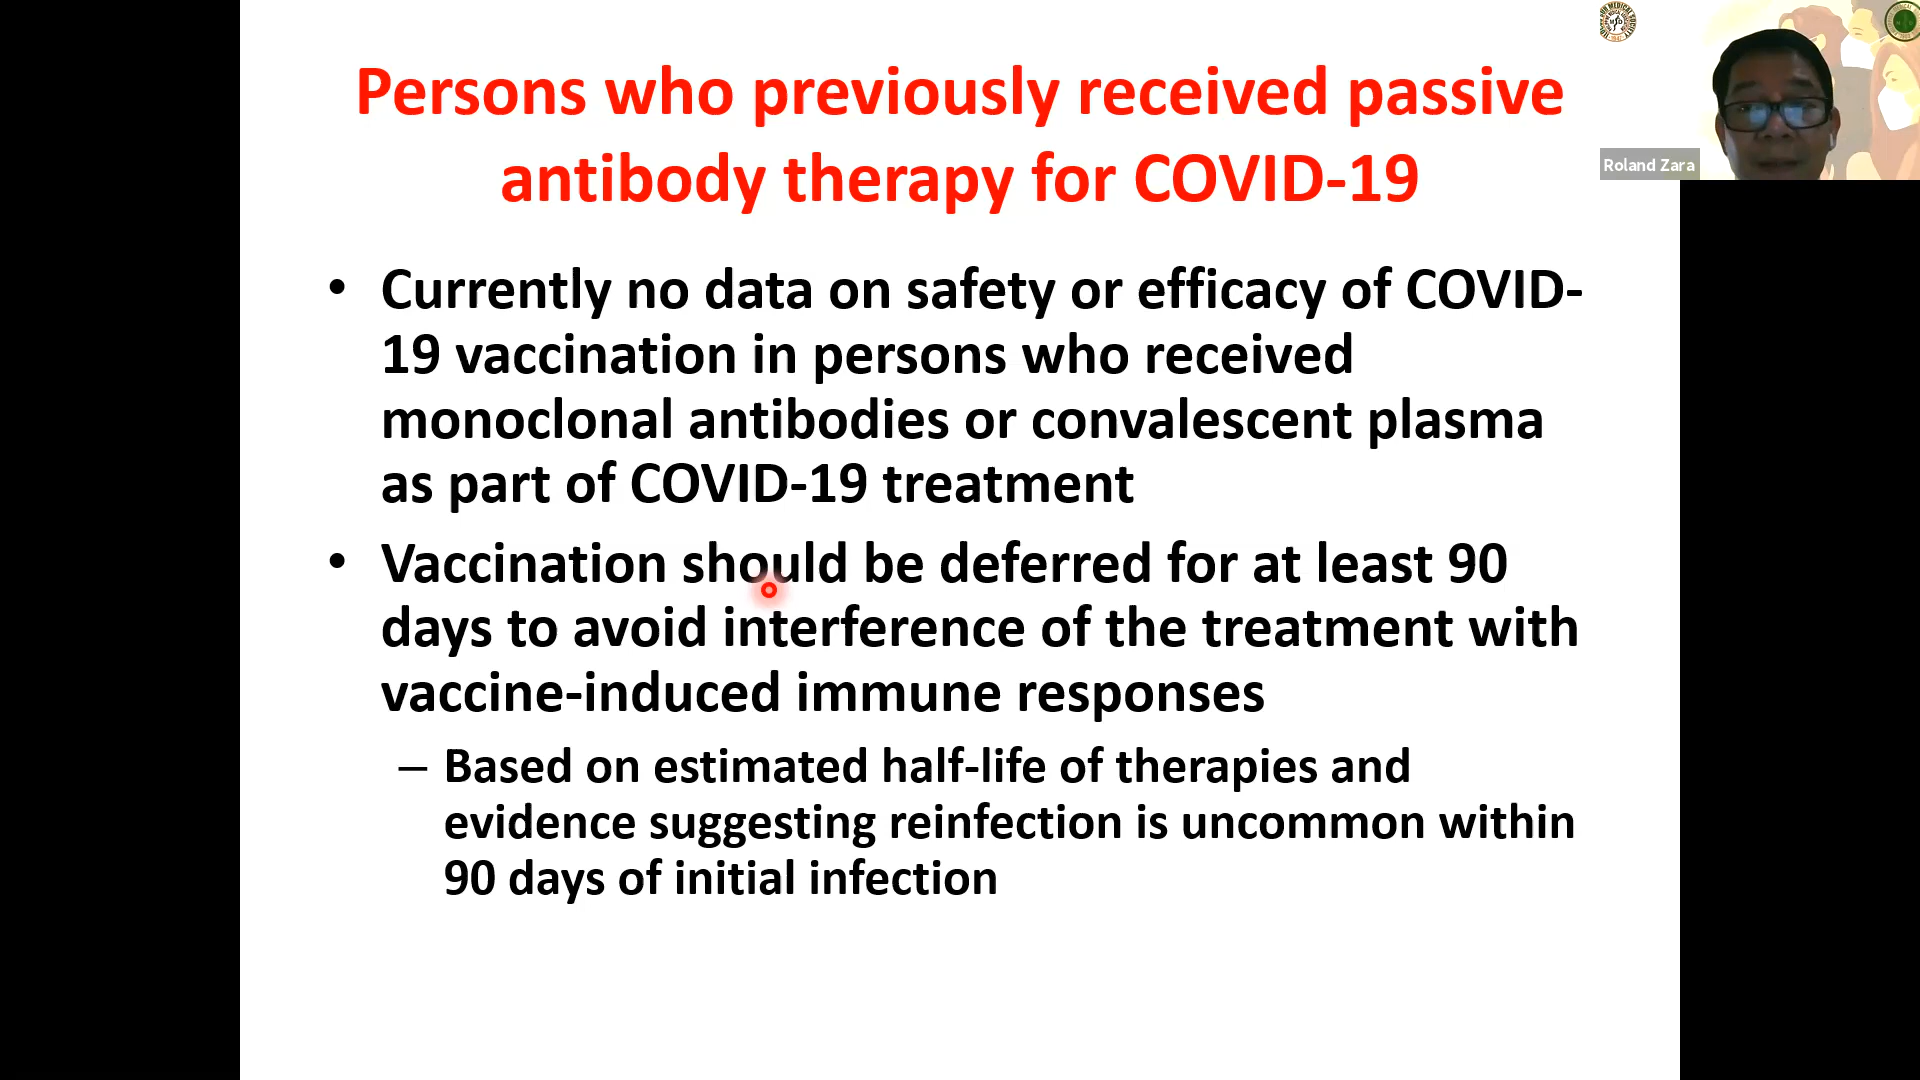 Persons who previously received passive
antibody therapy for COVID-19
Roland Zara
• Currently no data on safety or efficacy of COVID-
19 vaccination in persons who received
monoclonal antibodies or convalescent plasma
as part of COVID-19 treatment
• Vaccination should be deferred for at least 90
days to avoid interference of the treatment with
vaccine-induced immune responses
– Based on estimated half-life of therapies and
evidence suggesting reinfection is uncommon within
90 days of initial infection